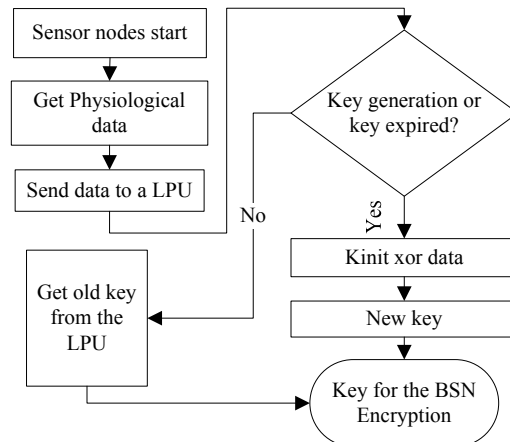 Sensor nodes start
Get Physiological
data
Send data to a LPU
Key generation or
key expired?
No
Yes
Get old key
from the
LPU
Kinit xor data
New key
Key for the BSN
Encryption